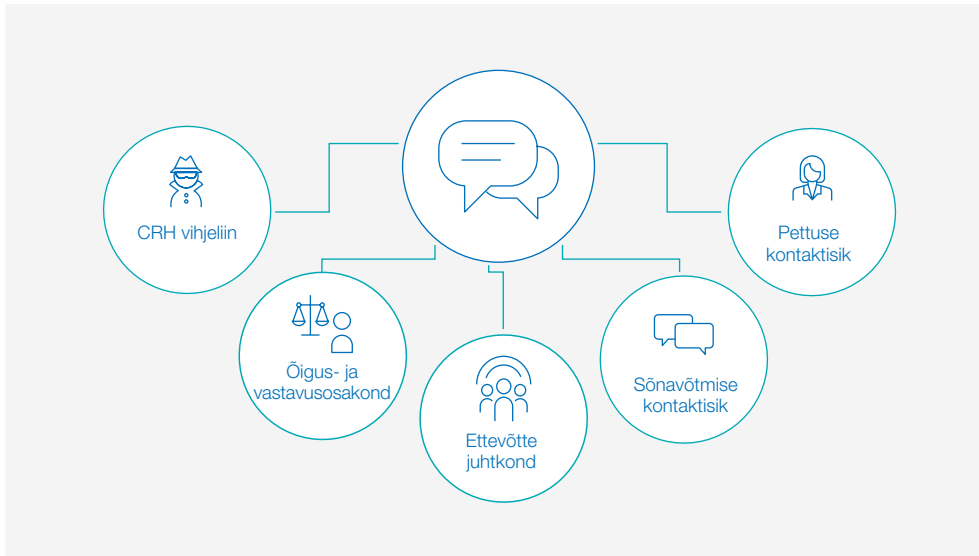 CRH vihjeliin
Õigus- ja
vastavusosakond
Ettevõtte
juhtkond
Sõnavõtmise
kontaktisik
Pettuse
kontaktisik